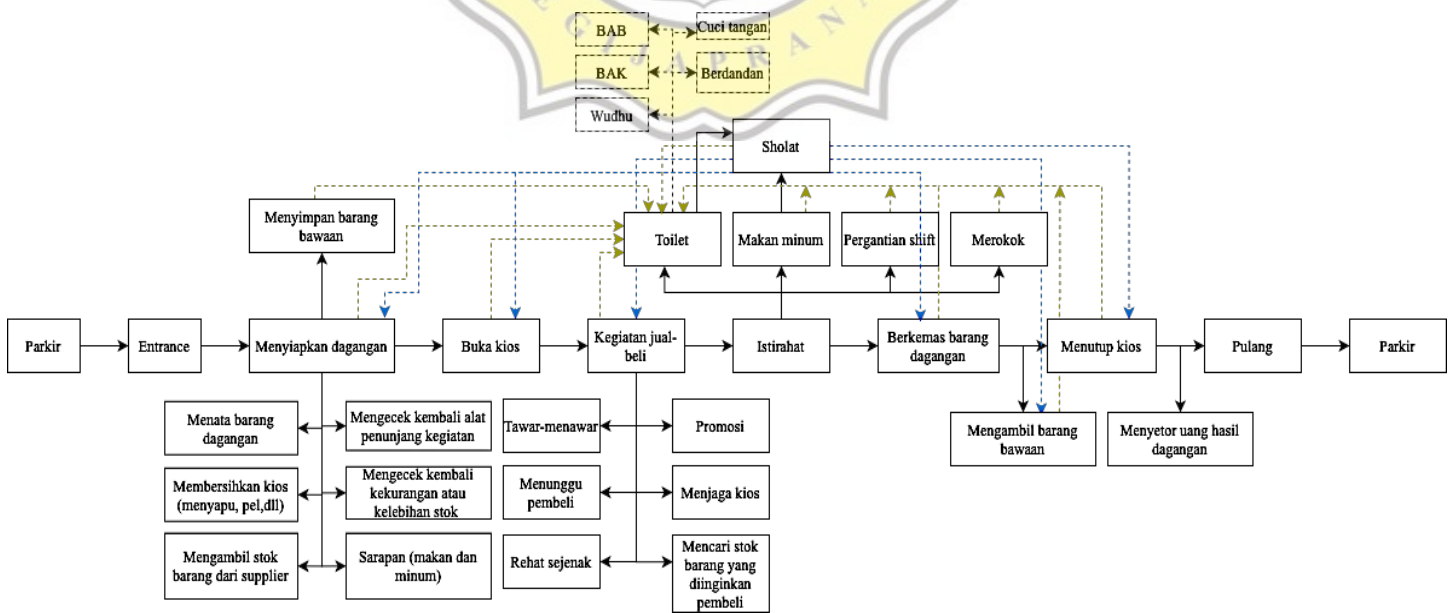 EGIJAPRANA
BAB
Cuci tangan
BAK
Berdandan
Wudhu
Sholat
Menyimpan barang
bawaan
Toilet
Makan minum
Pergantian shift
Merokok
Parkir
Entrance
Menyiapkan dagangan
Buka kios
Kegiatan jual-
beli
Istirahat
Berkemas barang
dagangan
Menutup kios
Pulang
Parkir
Menata barang
dagangan
Mengecek kembali alat
penunjang kegiatan
Tawar-menawar
Promosi
Mengambil barang
bawaan
Menyetor uang hasil
dagangan
Membersihkan kios
(menyapu, pel,dll)
Mengecek kembali
kekurangan atau
kelebihan stok
Menunggu
pembeli
Menjaga kios
Mengambil stok
barang dari supplier
Sarapan (makan dan
minum)
Rehat sejenak
Mencari stok
barang yang
diinginkan
pembeli